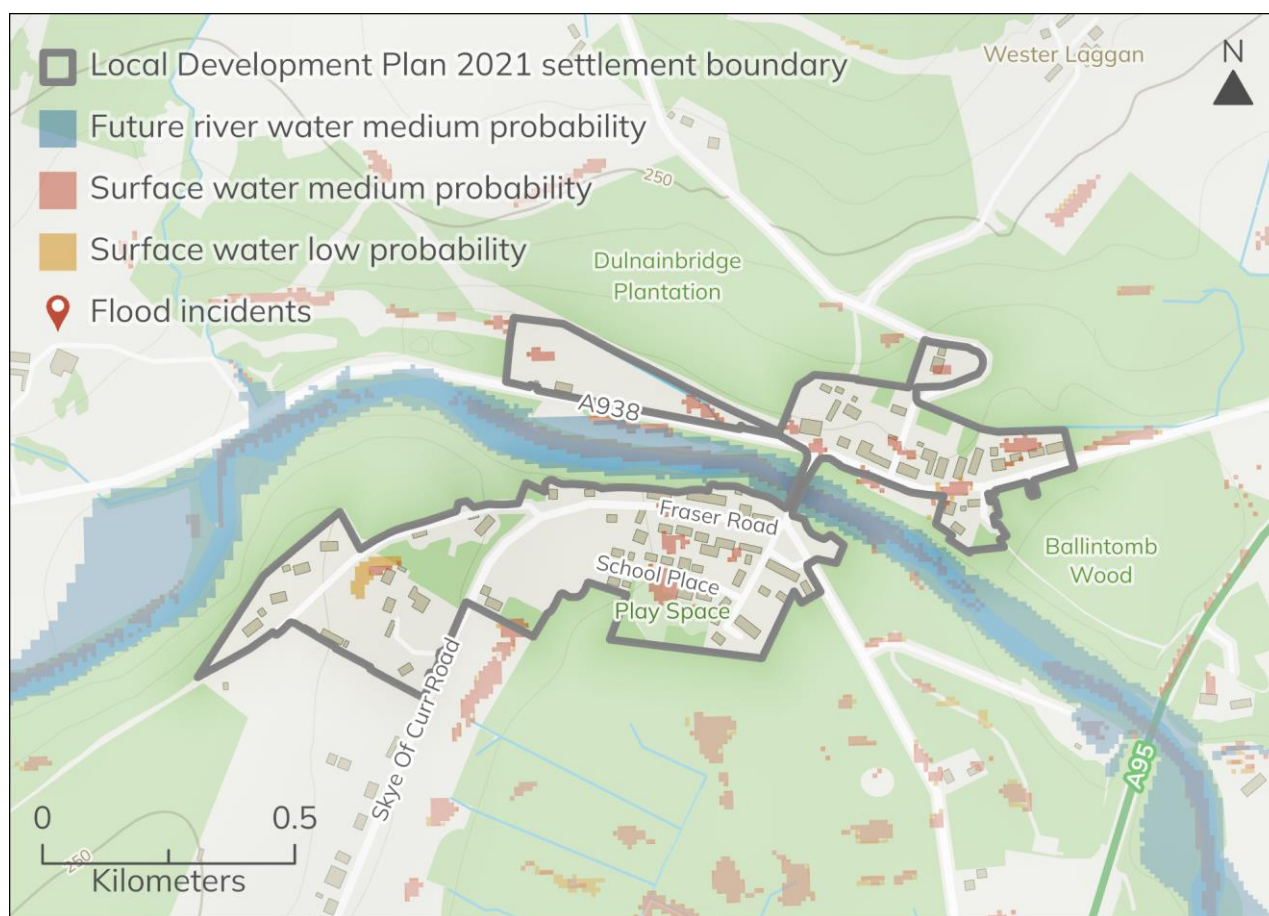 Local Development Plan 2021 settlement boundary
Future river water medium probability
Surface water medium probability
Surface water low probability
Flood incidents
Wester Laggan
N
250
Dulnainbridge
Plantation
A938
Fraser Road
School Place
Play Space
Ballintomb
Wood
Skye Of Curr Road
A95
0
0.5
Kilometers
250